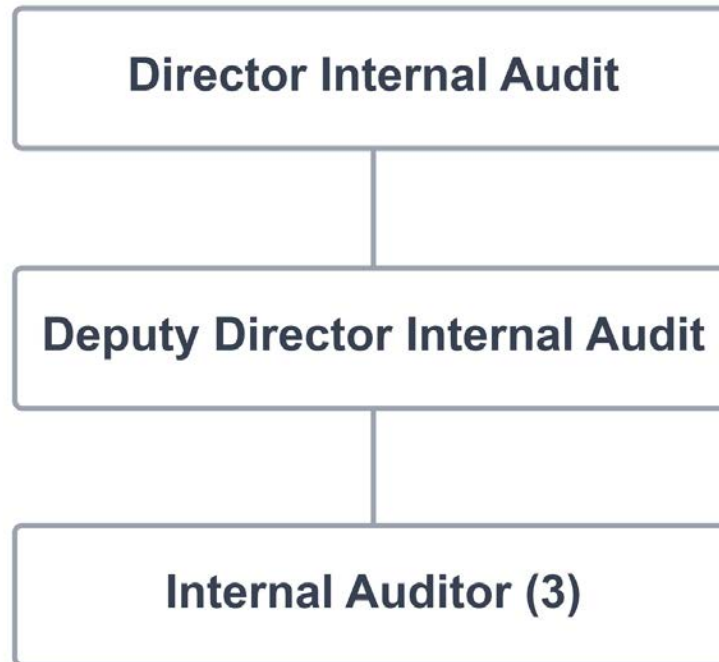 Director Internal Audit
Deputy Director Internal Audit
Internal Auditor (3)